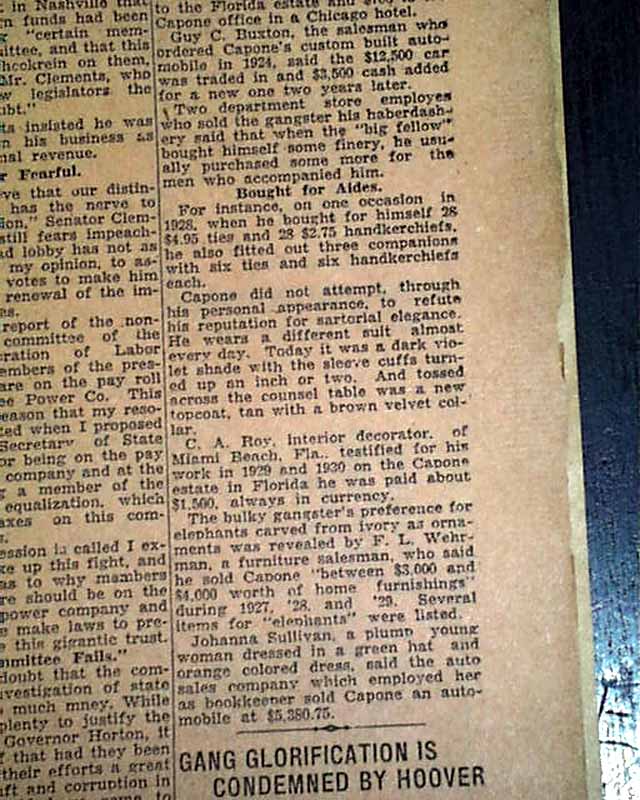 in Nashville that
n funds had been
"certain mem-
ittee, and that this
hcokrein on them,
Mr. Clements, who
w legislators the
ubt."
ts insisted he was
n his business as
nal revenue.
r Fearful.
ve that our distin-
has the nerve to
ion," Senator Clem-
still fears impeach-
ad lobby has not as
my opinion, to as-
votes to make him
renewal of the im-
es.
report of the non-
committee of the
ration of Labor
embers of the pres-
are on the pay roll
ee Power Co. This
eason that my reso-
ted when I proposed
Secretary of State
or being on the pay
company and at the
g a member of the
equalization, which
axes on this com-
s.
ession is called I ex-
ke up this fight, and
as to why mambers
re should be on the
power company and
e make laws to pre-
e this gigantic trust.
mmittee Fails."
doubt that the com-
nvestigation of state
much mney. While
plenty to justify the
Governor Horton, it
f that had they been
their efforts a great
aft and corruption in
to the Florida estate and
Capone office in a Chicago hotel.
Guy C. Buxton, the salesman who
ordered Capone's custom built auto-
mobile in 1924, said the $12,500 car
was traded in and $3,500 cash added
for a new one two years later.
Two department store employes
who sold the gangster his haberdash-
ery said that when the "big fellow"
bought himself some finery, he usu-
ally purchased some more for the
men who accompanied him.
Bought for Aides.
For instance, on one occasion in
1928, when he bought for himself 28
$4.95 ties and 28 $2.75 handkerchiefs,
he also fitted out three companions
with six ties and six handkerchiefs
each.
Capone did not attempt, through
his personal appearance, to refute
his reputation for sartorial elegance.
He wears a different suit almost
every day. Today it was a dark vio-
let shade with the sleeve cuffs turn-
ed up an inch or two. And tossed
across the counsel table was a new
topcoat, tan with a brown velvet col-
lar.
C. A. Roy, interior decorator, of
Miami Beach, Fla., testified for his
work in 1929 and 1930 on the Capone
estate in Florida he was paid about
$1,500, always in currency.
The bulky gangster's preference for
elephants carved from ivory as orna-
ments was revealed by F. L. Wehr-
man, a furniture salesman, who said
he sold Capone "between $3,000 and
$4,000 worth of home furnishings"
during 1927, '28, and '29. Several
items for "elephants" were listed.
Johanna Sullivan, a plump young
woman dressed in a green hat and
orange colored dress, said the auto
sales company which employed her
as bookkeeper sold Capone an auto-
mobile at $5,380.75.
GANG GLORIFICATION IS
CONDEMNED BY HOOVER